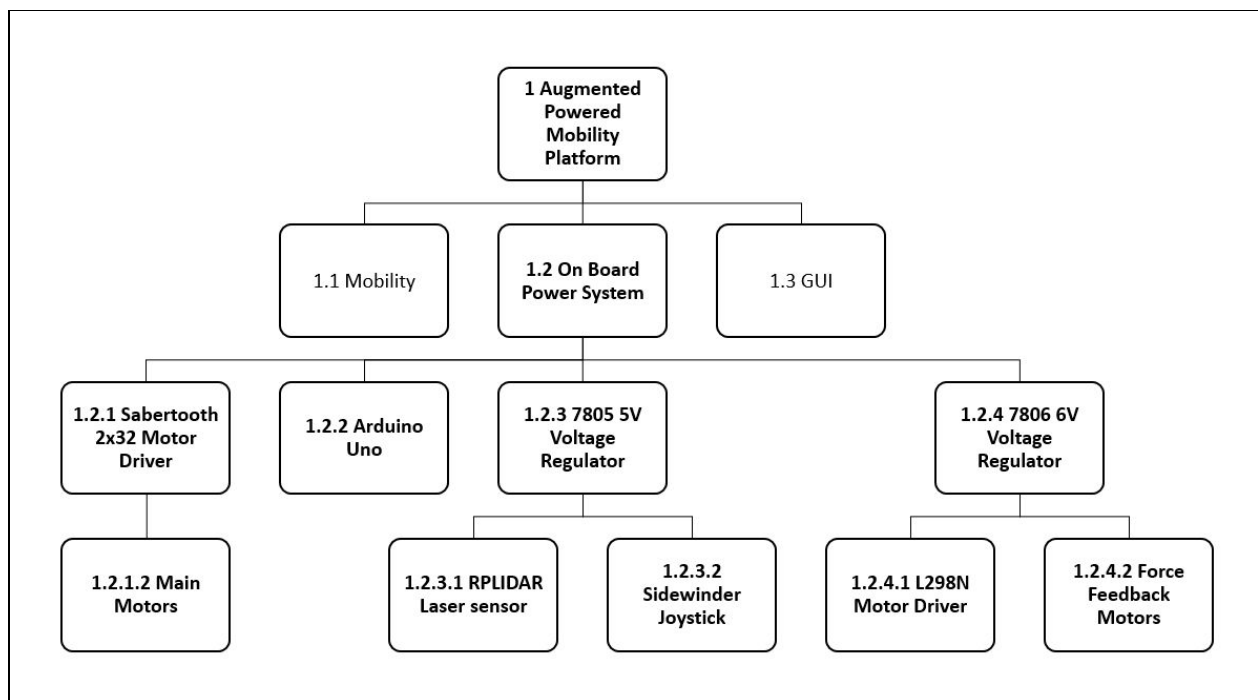 1 Augmented
Powered
Mobility
Platform
1.1 Mobility
1.2 On Board
Power System
1.3 GUI
1.2.1 Sabertooth
2x32 Motor
Driver
1.2.2 Arduino
Uno
1.2.3 7805 5V
Voltage
Regulator
1.2.4 7806 6V
Voltage
Regulator
1.2.1.2 Main
Motors
1.2.3.1 RPLIDAR
Laser sensor
1.2.3.2
Sidewinder
Joystick
1.2.4.1 L298N
Motor Driver
1.2.4.2 Force
Feedback
Motors